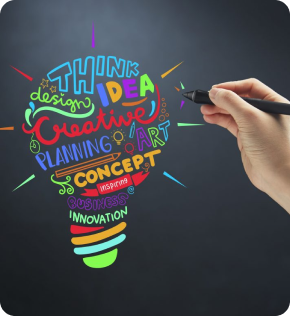 THINK
IDEA
design
Creative
ART
PLANNING
CONCEPT
inspiring
BUSINESS
INNOVATION